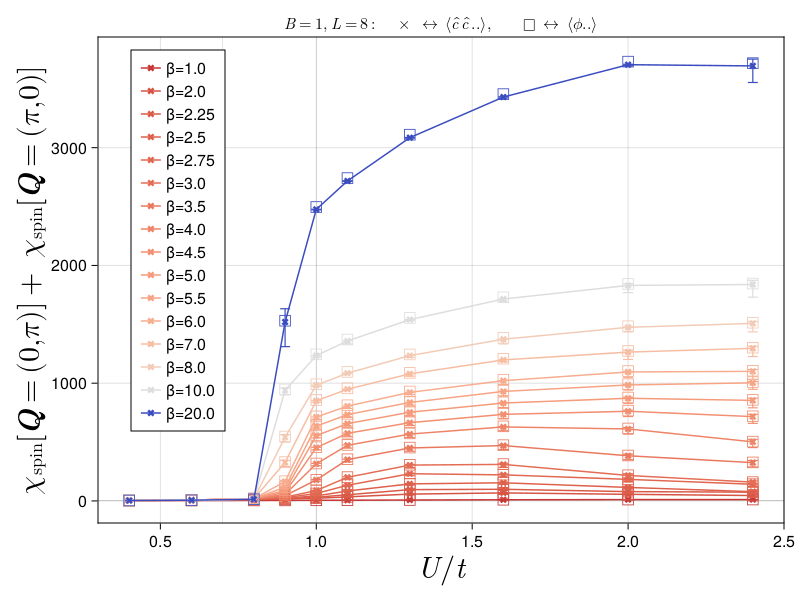 B = 1, L = 8 :   × ↔ ⟨ĉ ĉ ..⟩,   □ ↔ ⟨ϕ..⟩
χspin[Q = (0,π)] + χspin[Q = (π,0)]
3000
2000
1000
0
β=1.0
β=2.0
β=2.25
β=2.5
β=2.75
β=3.0
β=3.5
β=4.0
β=4.5
β=5.0
β=5.5
β=6.0
β=7.0
β=8.0
β=10.0
β=20.0
0.5 1.0 1.5 2.0 2.5
U/t